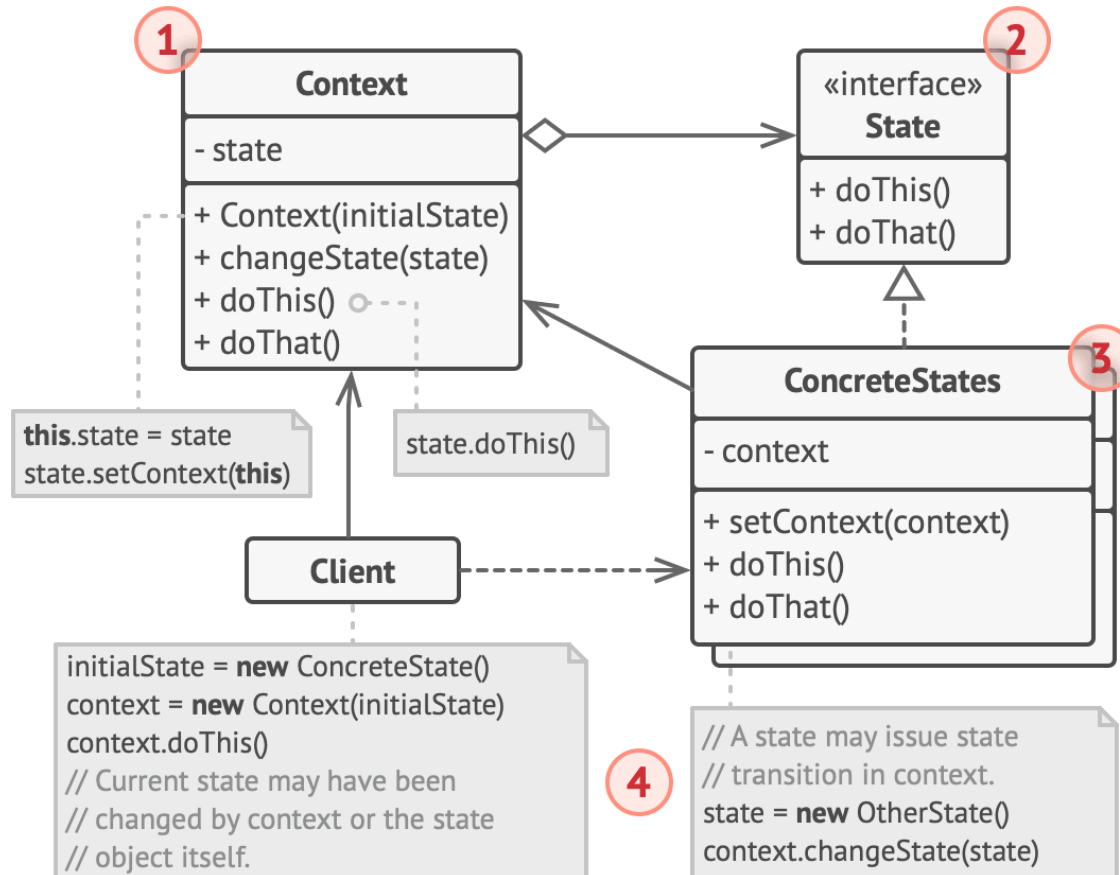 1
Context
- state
+ Context(initialState)
+ changeState(state)
+ doThis()
+ doThat()
this.state = state
state.setContext(this)
state.doThis()
2
«interface»
State
+ doThis()
+ doThat()
3
ConcreteStates
- context
+ setContext(context)
+ doThis()
+ doThat()
Client
initialState = new ConcreteState()
context = new Context(initialState)
context.doThis()
// Current state may have been
// changed by context or the state
// object itself.
4
// A state may issue state
// transition in context.
state = new OtherState()
context.changeState(state)